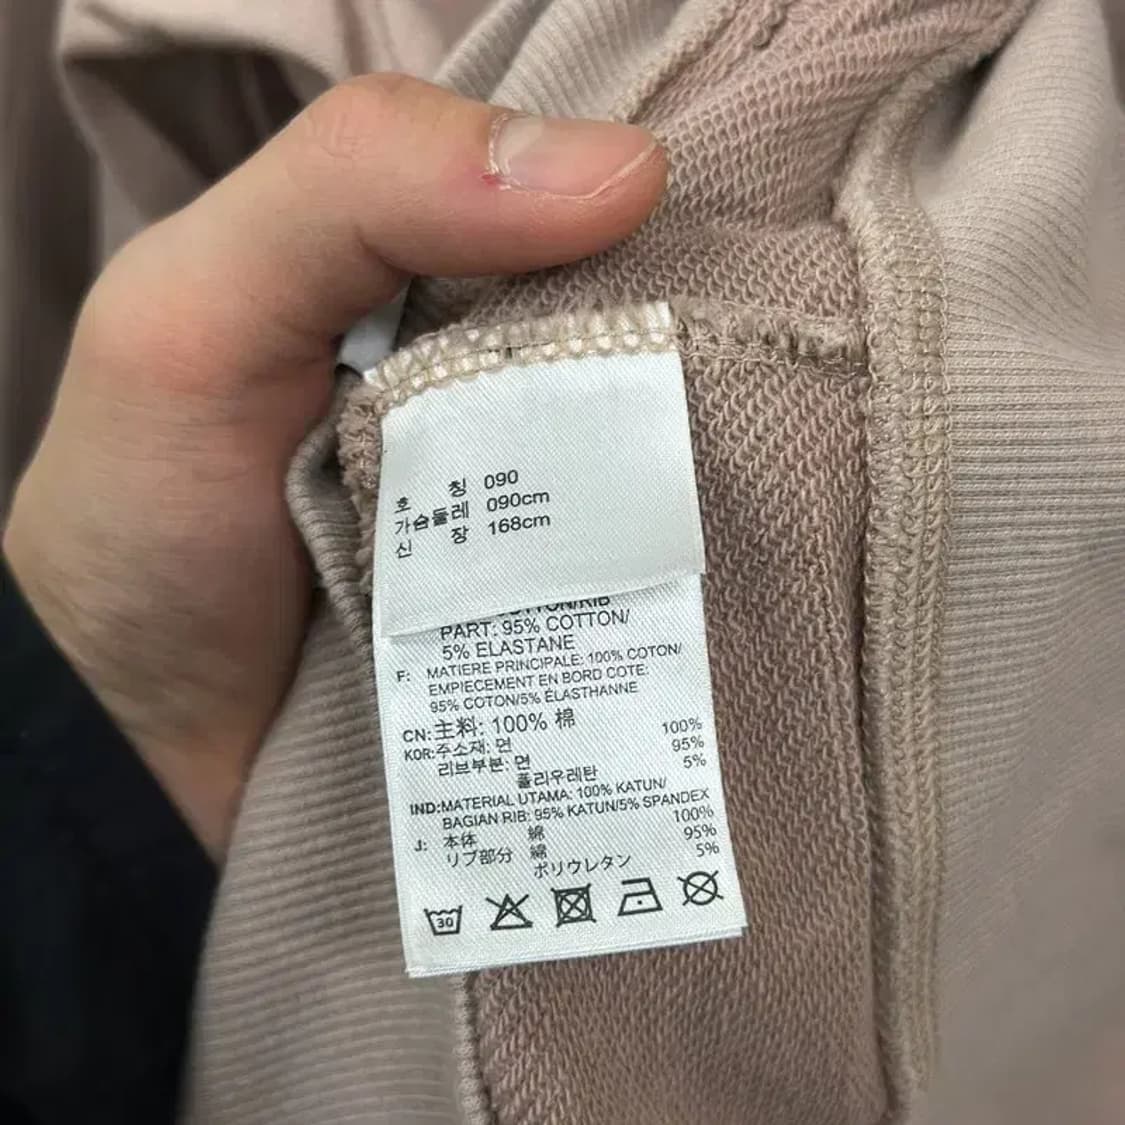 호 칭 090
가슴둘레 090cm
신 장 168cm
COTTON/RIB
PART: 95% COTTON/
5% ELASTANE
F: MATIERE PRINCIPALE: 100% COTON/
EMPIECEMENT EN BORD COTE:
95% COTON/5% ÉLASTHANNE
CN: 主料: 100% 棉
KOR: 주소재: 면 100%
리브부분: 면 95%
폴리우레탄 5%
IND: MATERIAL UTAMA: 100% KATUN/
BAGIAN RIB: 95% KATUN/5% SPANDEX
J: 本体 綿 100%
リブ部分 綿 95%
ポリウレタン 5%
30